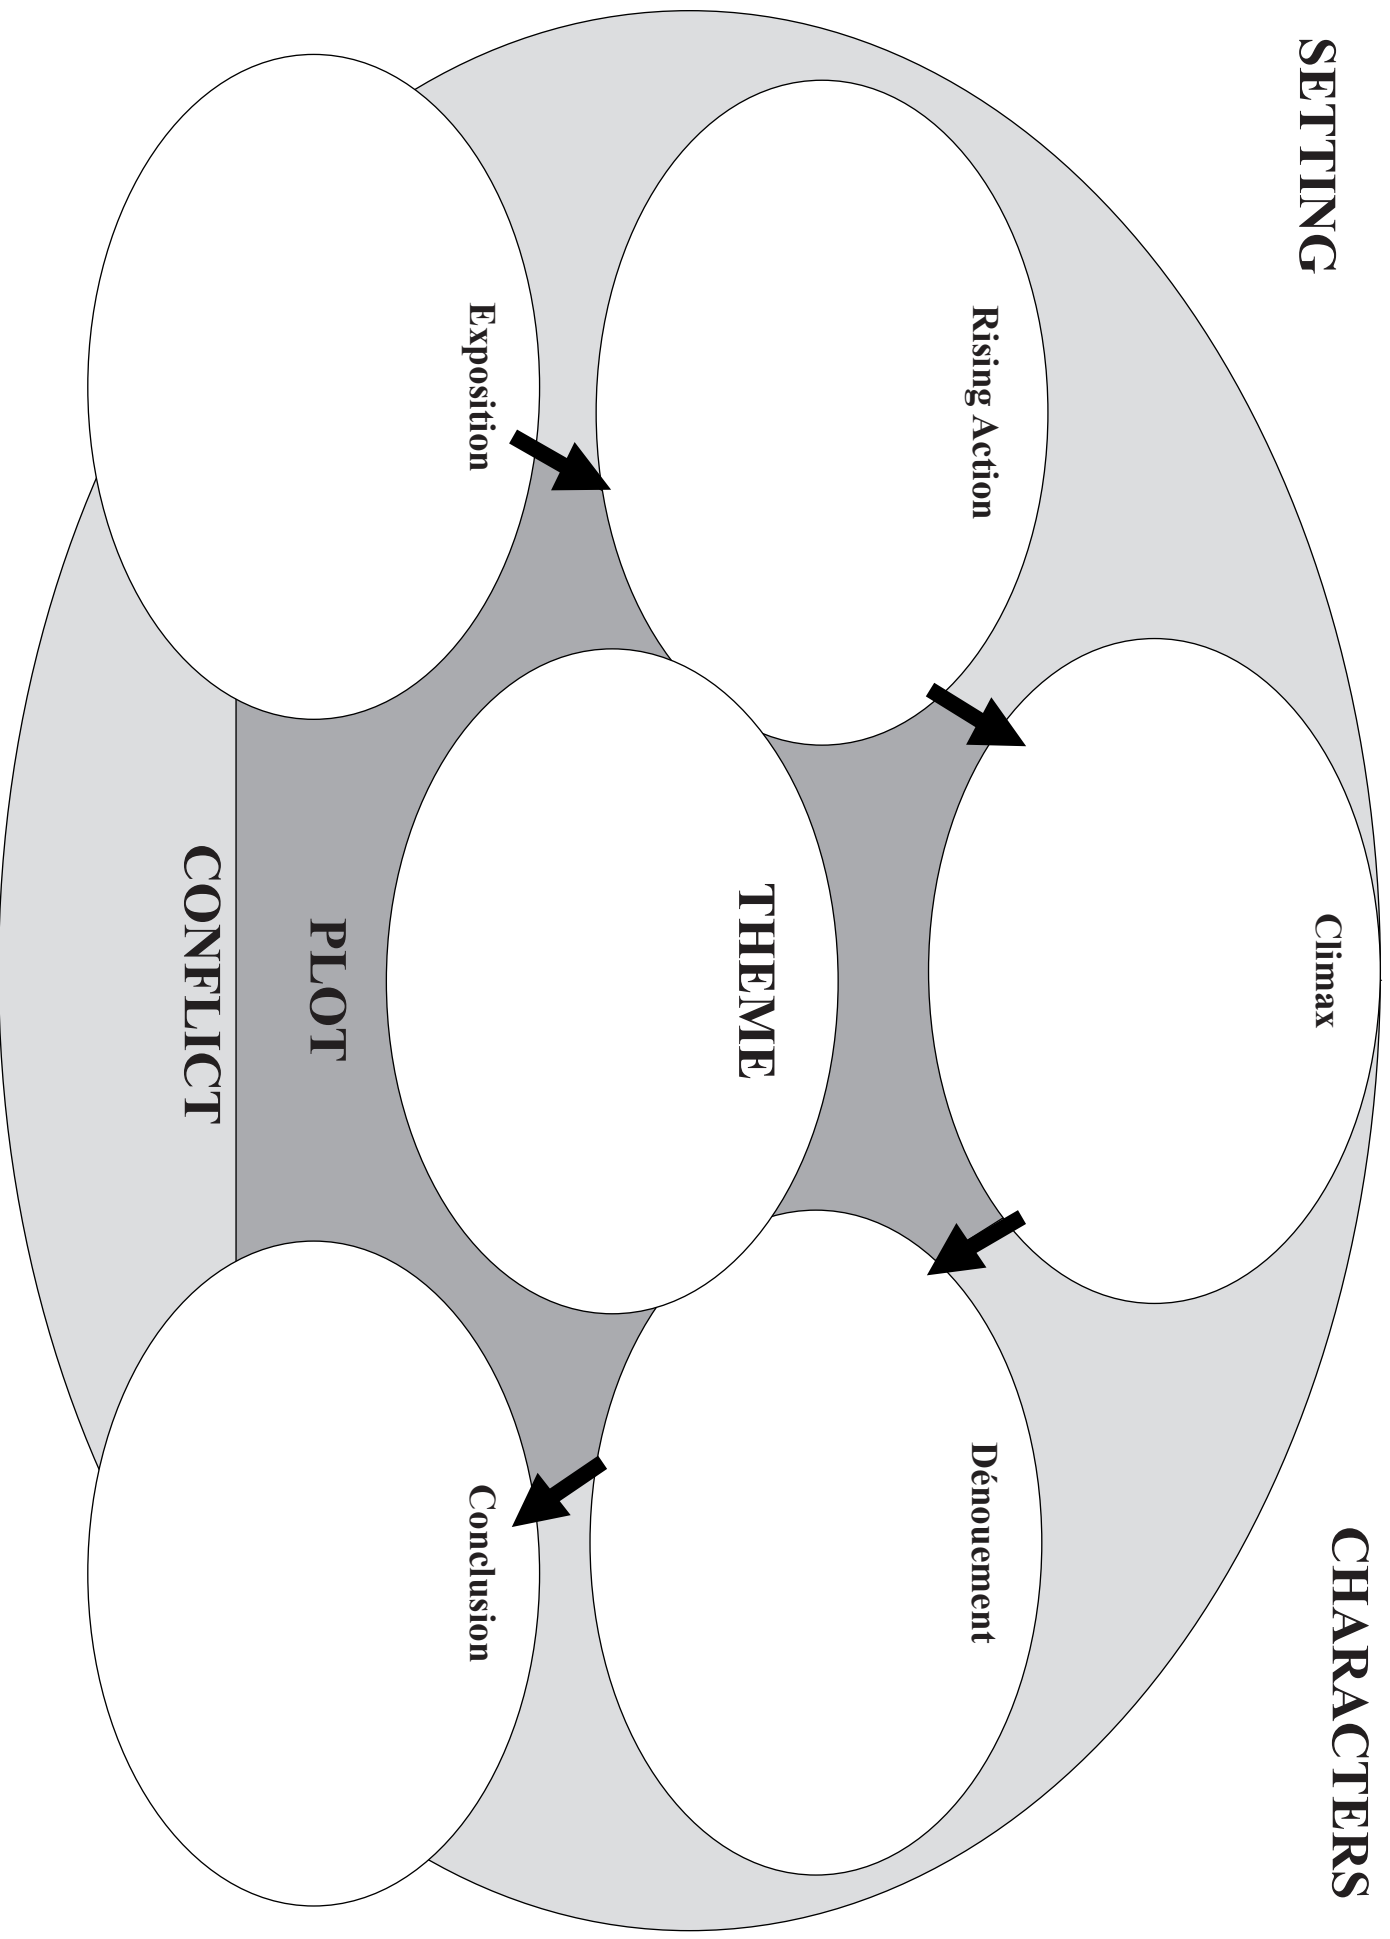 SETTING
CHARACTERS
Climax
Rising Action
Dénouement
THEME
Exposition
Conclusion
PLOT
CONFLICT